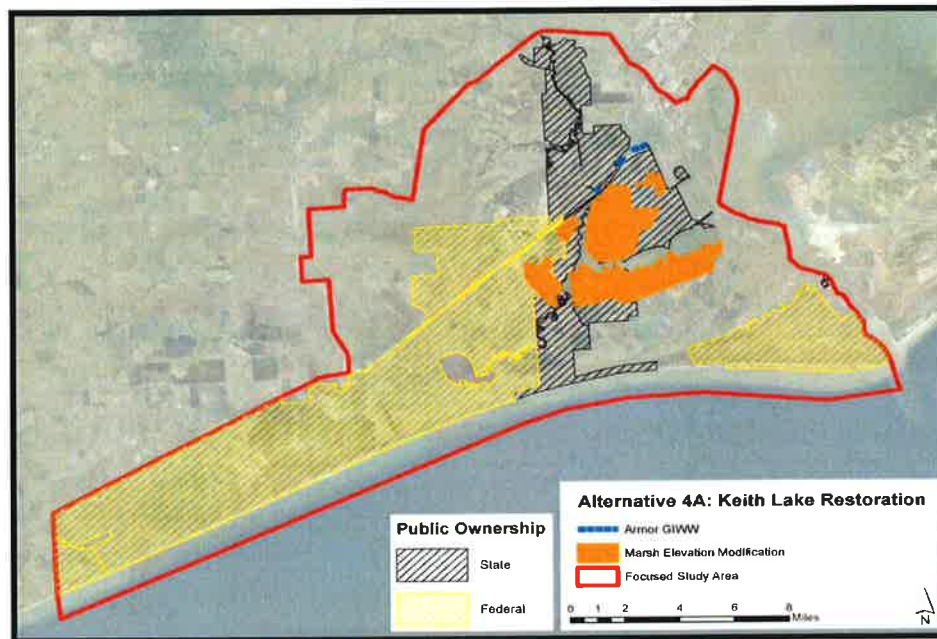 Public Ownership
State
Federal
Alternative 4A: Keith Lake Restoration
Armor GIWW
Marsh Elevation Modification
Focused Study Area
0 1 2 4 6 8
Miles
N